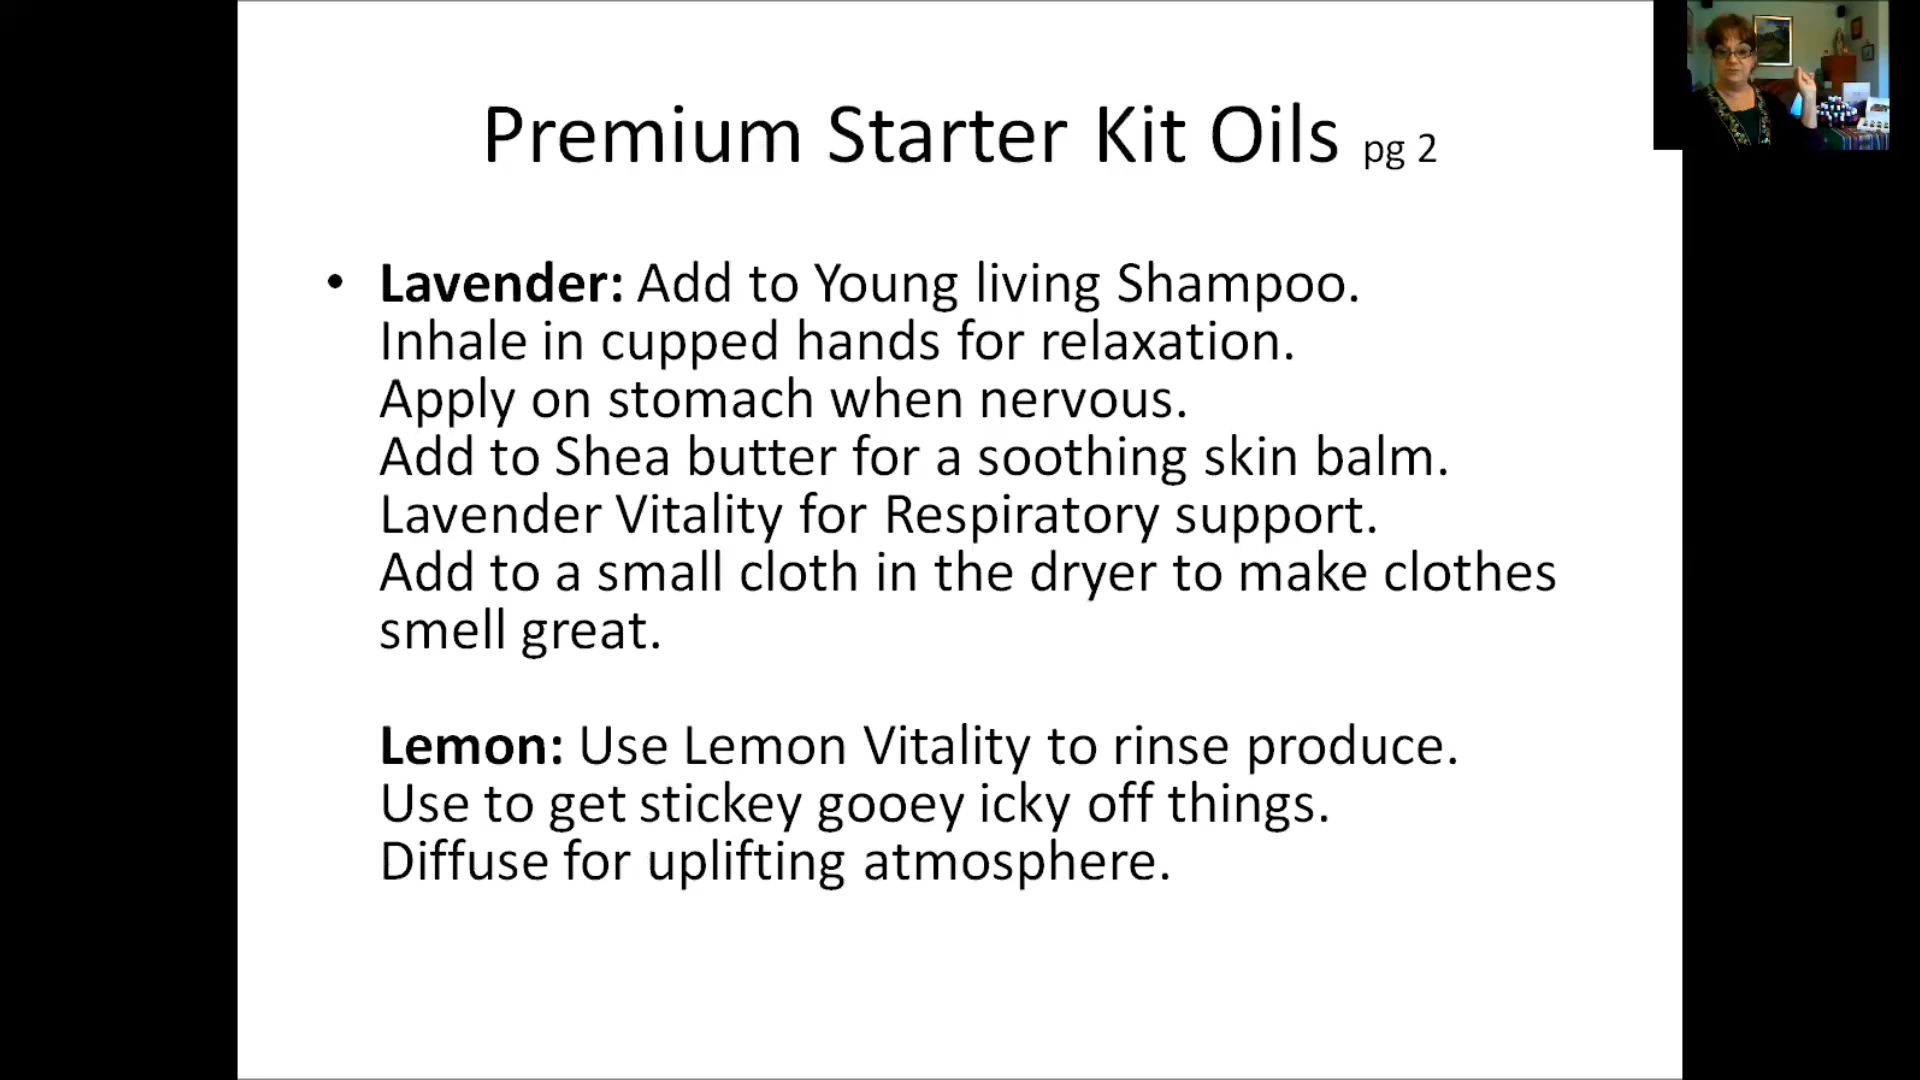 Premium Starter Kit Oils pg 2
• Lavender: Add to Young living Shampoo.
Inhale in cupped hands for relaxation.
Apply on stomach when nervous.
Add to Shea butter for a soothing skin balm.
Lavender Vitality for Respiratory support.
Add to a small cloth in the dryer to make clothes
smell great.
Lemon: Use Lemon Vitality to rinse produce.
Use to get stickey gooey icky off things.
Diffuse for uplifting atmosphere.